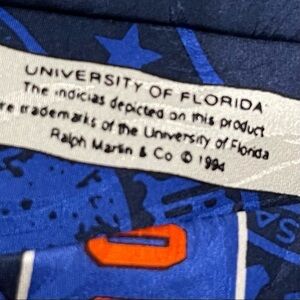 UNIVERSITY OF FLORIDA
The indicias depicted on this product
are trademarks of the University of Florida
Ralph Marlin & Co © 1994
SA